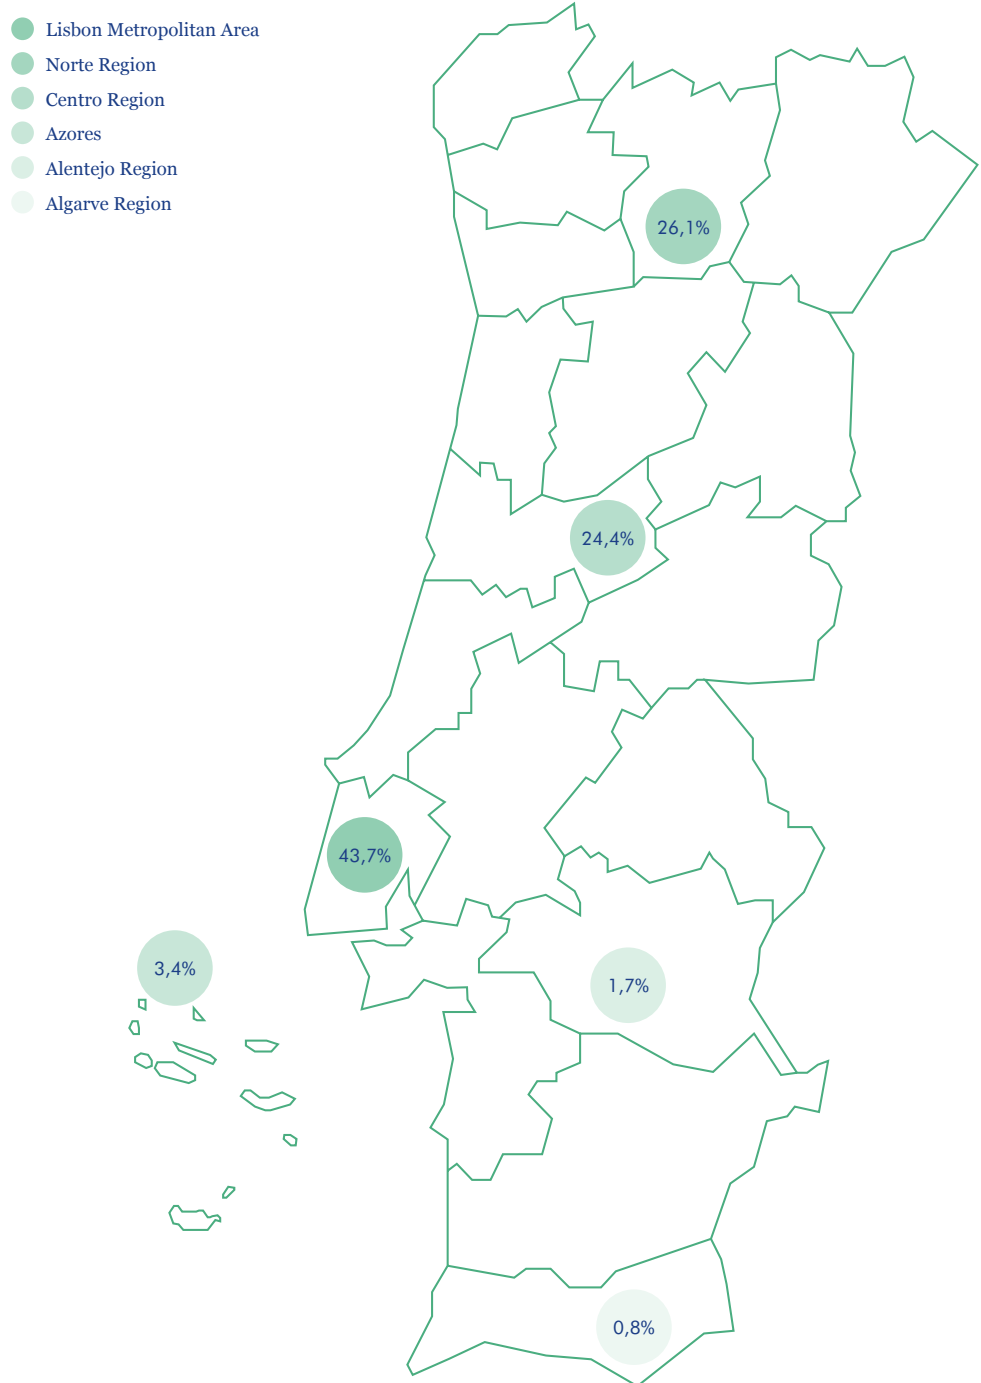 Lisbon Metropolitan Area
Norte Region
Centro Region
Azores
Alentejo Region
Algarve Region
26,1%
24,4%
43,7%
3,4%
1,7%
0,8%